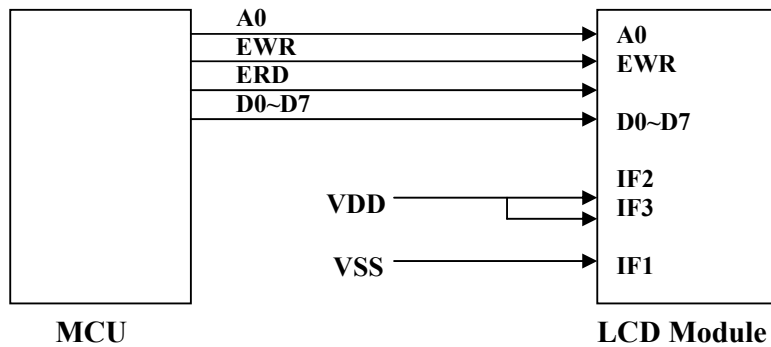 A0
EWR
ERD
D0~D7
A0
EWR
D0~D7
IF2
IF3
IF1
VDD
VSS
MCU
LCD Module